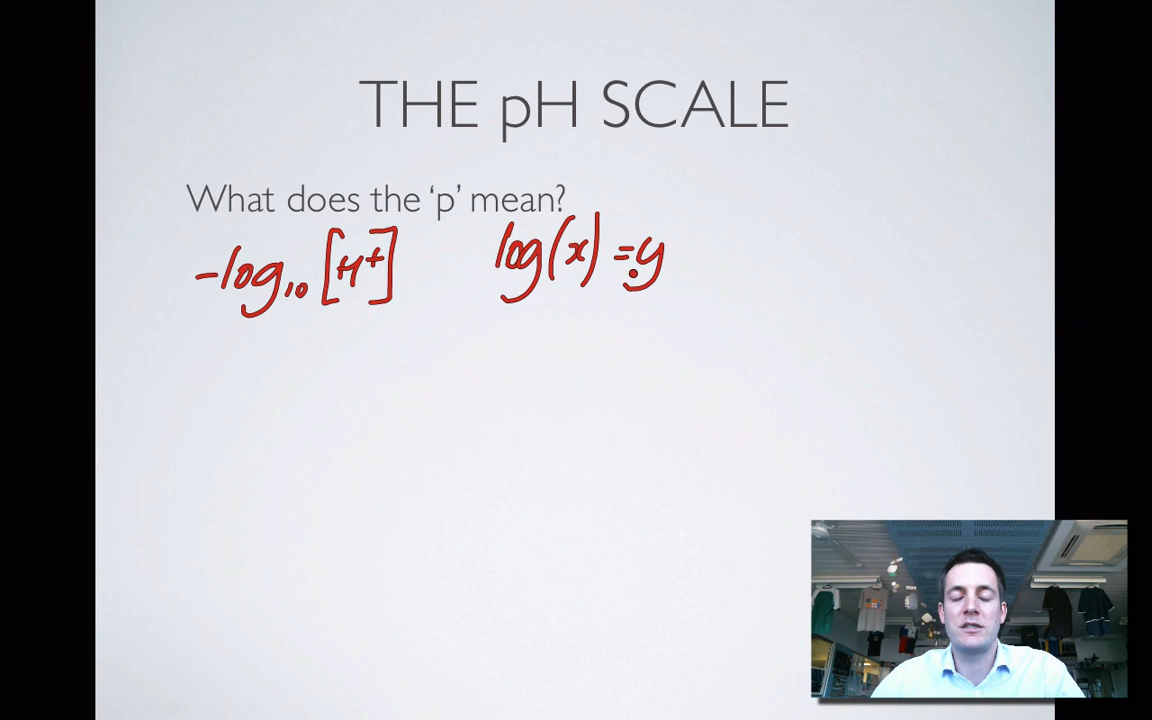 THE pH SCALE
What does the ‘p’ mean?
-log₁₀ [H⁺] log(x) = y